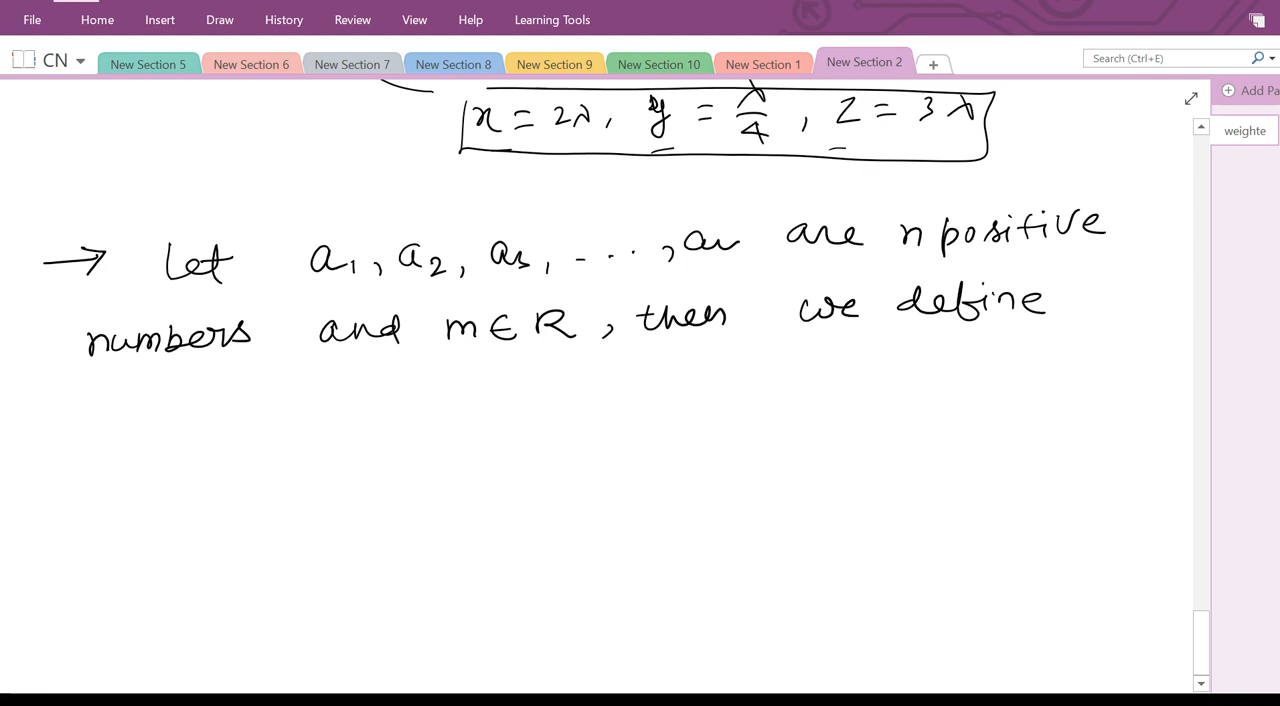 File Home Insert Draw History Review View Help Learning Tools
CN New Section 5 New Section 6 New Section 7 New Section 8 New Section 9 New Section 10 New Section 1 New Section 2 + Search (Ctrl+E)
Add Pa
weighte
x = 2λ, y = λ/4, z = 3λ
→ Let a₁, a₂, a₃, - ..., an are n positive
numbers and m ∈ R, then we define